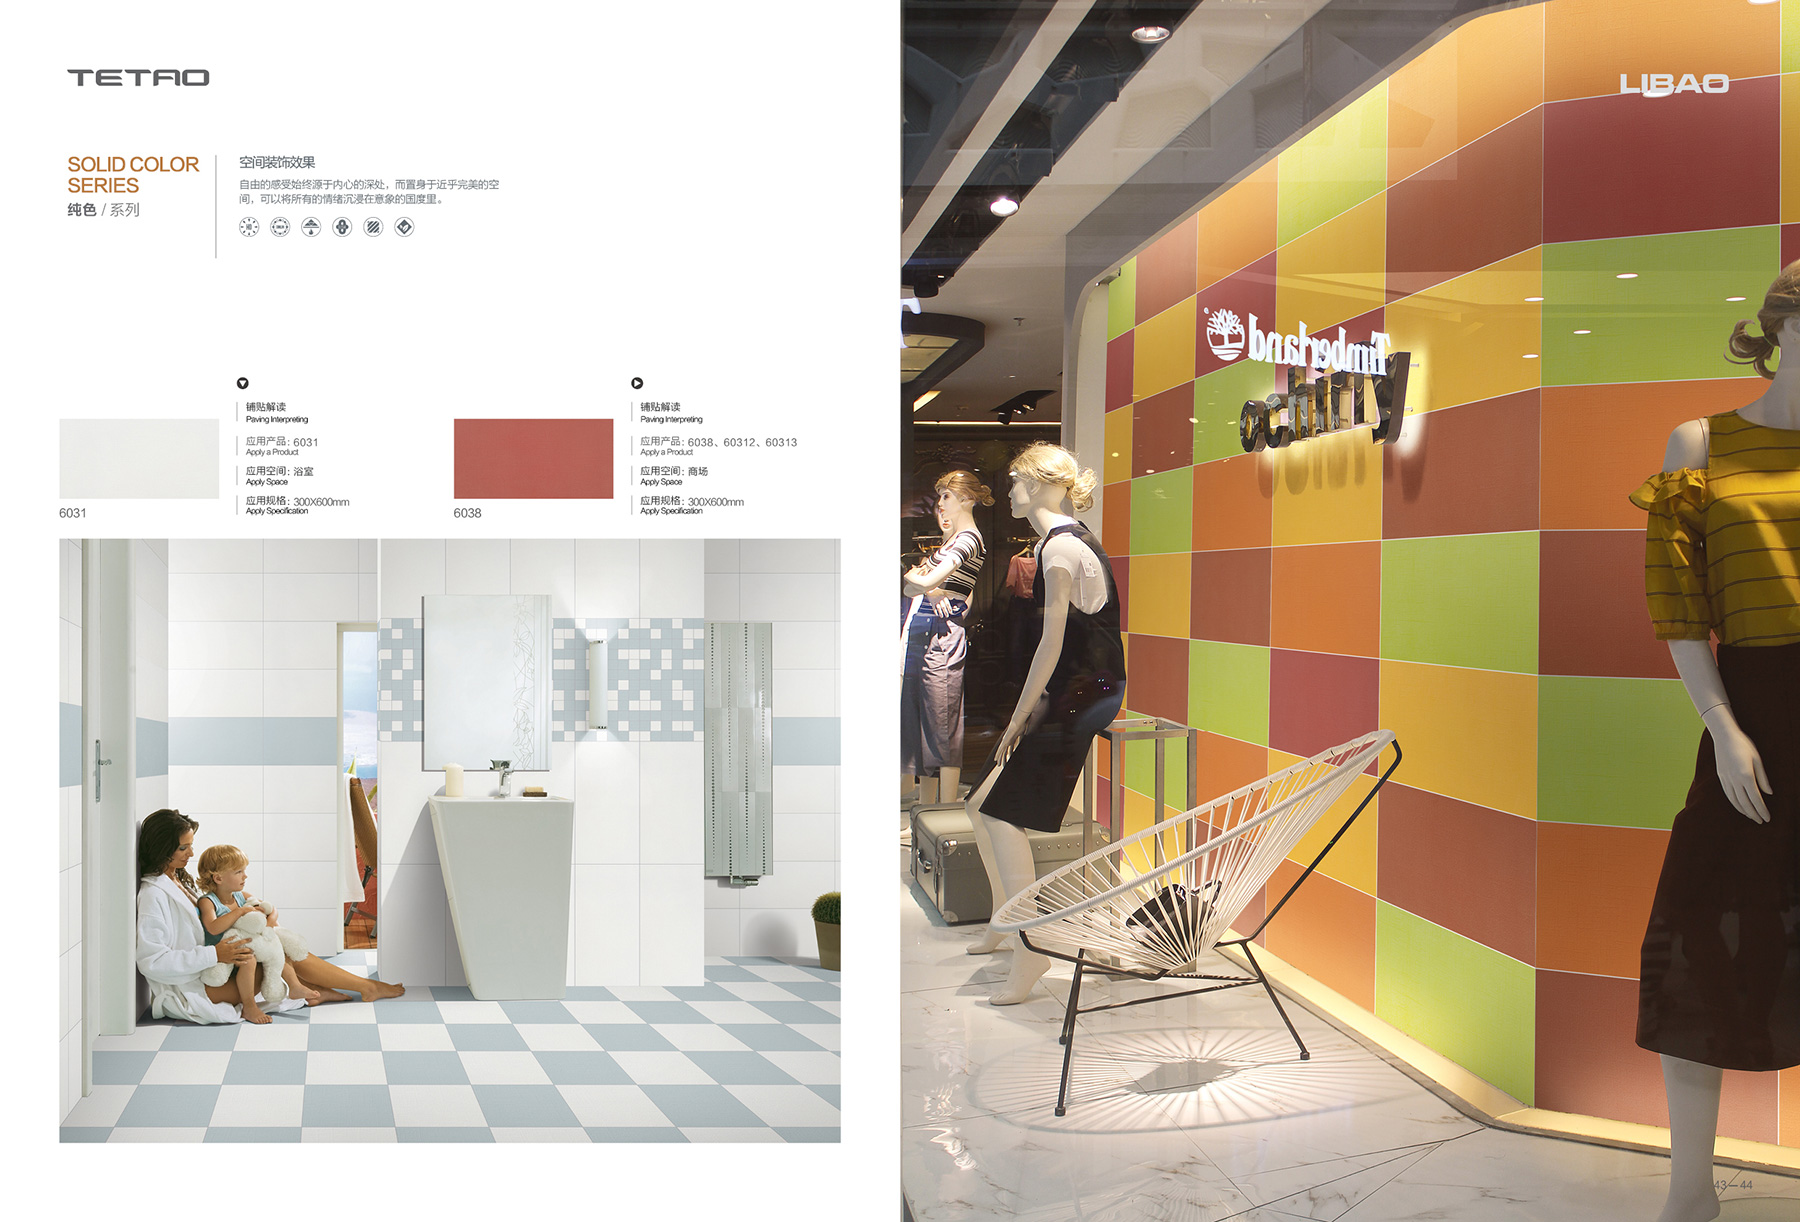 TETAO
LIBAO
SOLID COLOR
SERIES
纯色 / 系列
空间装饰效果
自由的感受始终源于内心的深处，而置身于近乎完美的空
间，可以将所有的情绪沉浸在意象的国度里。
铺贴解读
Paving Interpreting
应用产品：6031
Apply a Product
应用空间：浴室
Apply Space
应用规格：300X600mm
Apply Specification
6031
铺贴解读
Paving Interpreting
应用产品：6038、60312、60313
Apply a Product
应用空间：商场
Apply Space
应用规格：300X600mm
Apply Specification
6038
Timberland
ochirly
43—44